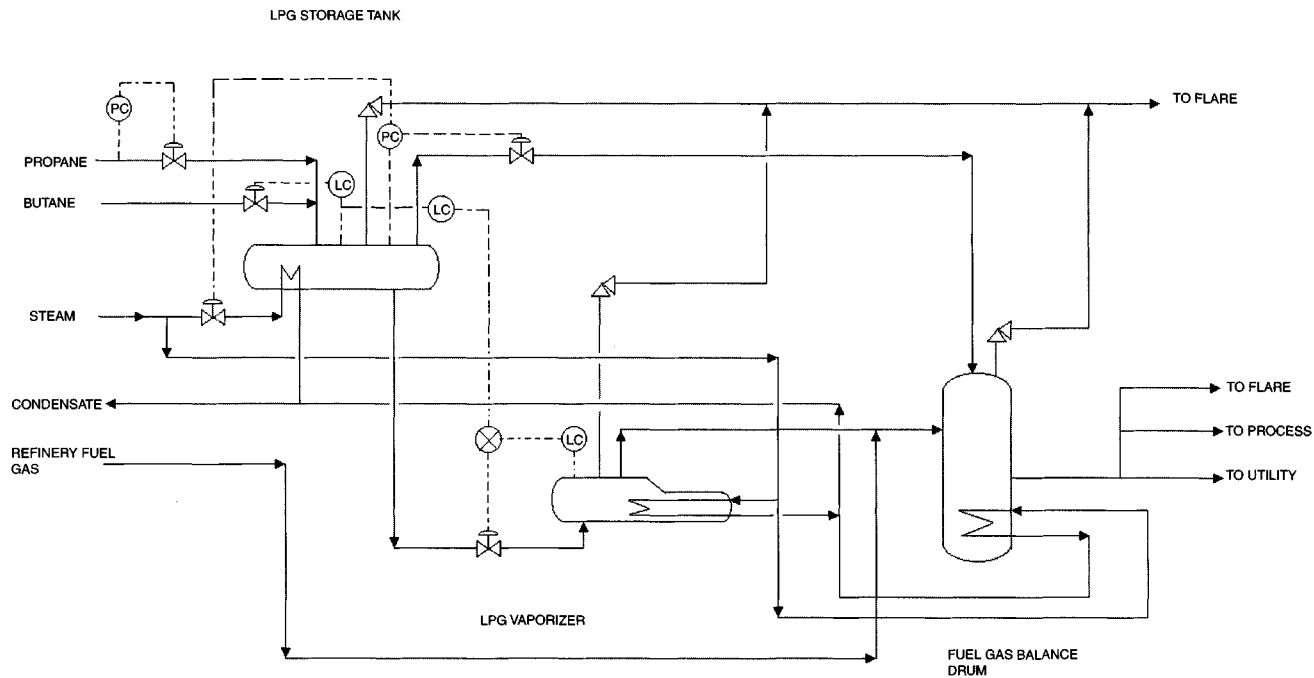 LPG STORAGE TANK
PC
TO FLARE
PC
PROPANE
LC
BUTANE
LC
STEAM
TO FLARE
CONDENSATE
TO PROCESS
LC
REFINERY FUEL
GAS
TO UTILITY
LPG VAPORIZER
FUEL GAS BALANCE
DRUM